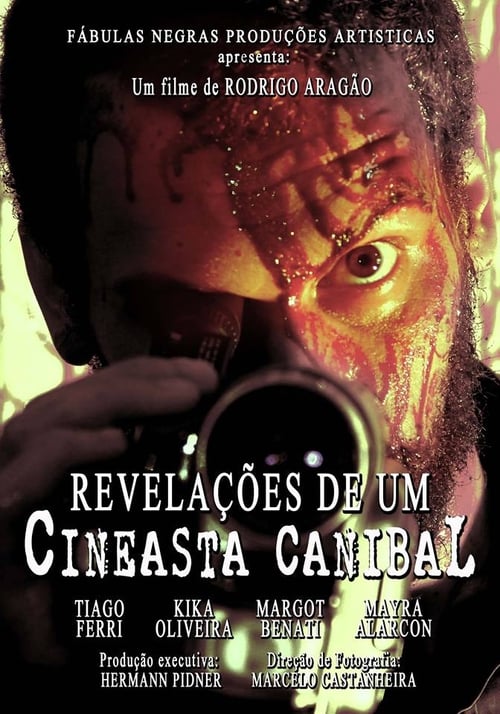 FÁBULAS NEGRAS PRODUÇÕES ARTISTICAS
apresenta:
Um filme de RODRIGO ARAGÃO
REVELAÇÕES DE UM
CINEASTA CANIBAL
TIAGO FERRI
KIKA OLIVEIRA
MARGOT BENATI
MAYRA ALARCON
Produção executiva:
HERMANN PIDNER
Direção de Fotografia:
MARCELO CASTANHEIRA